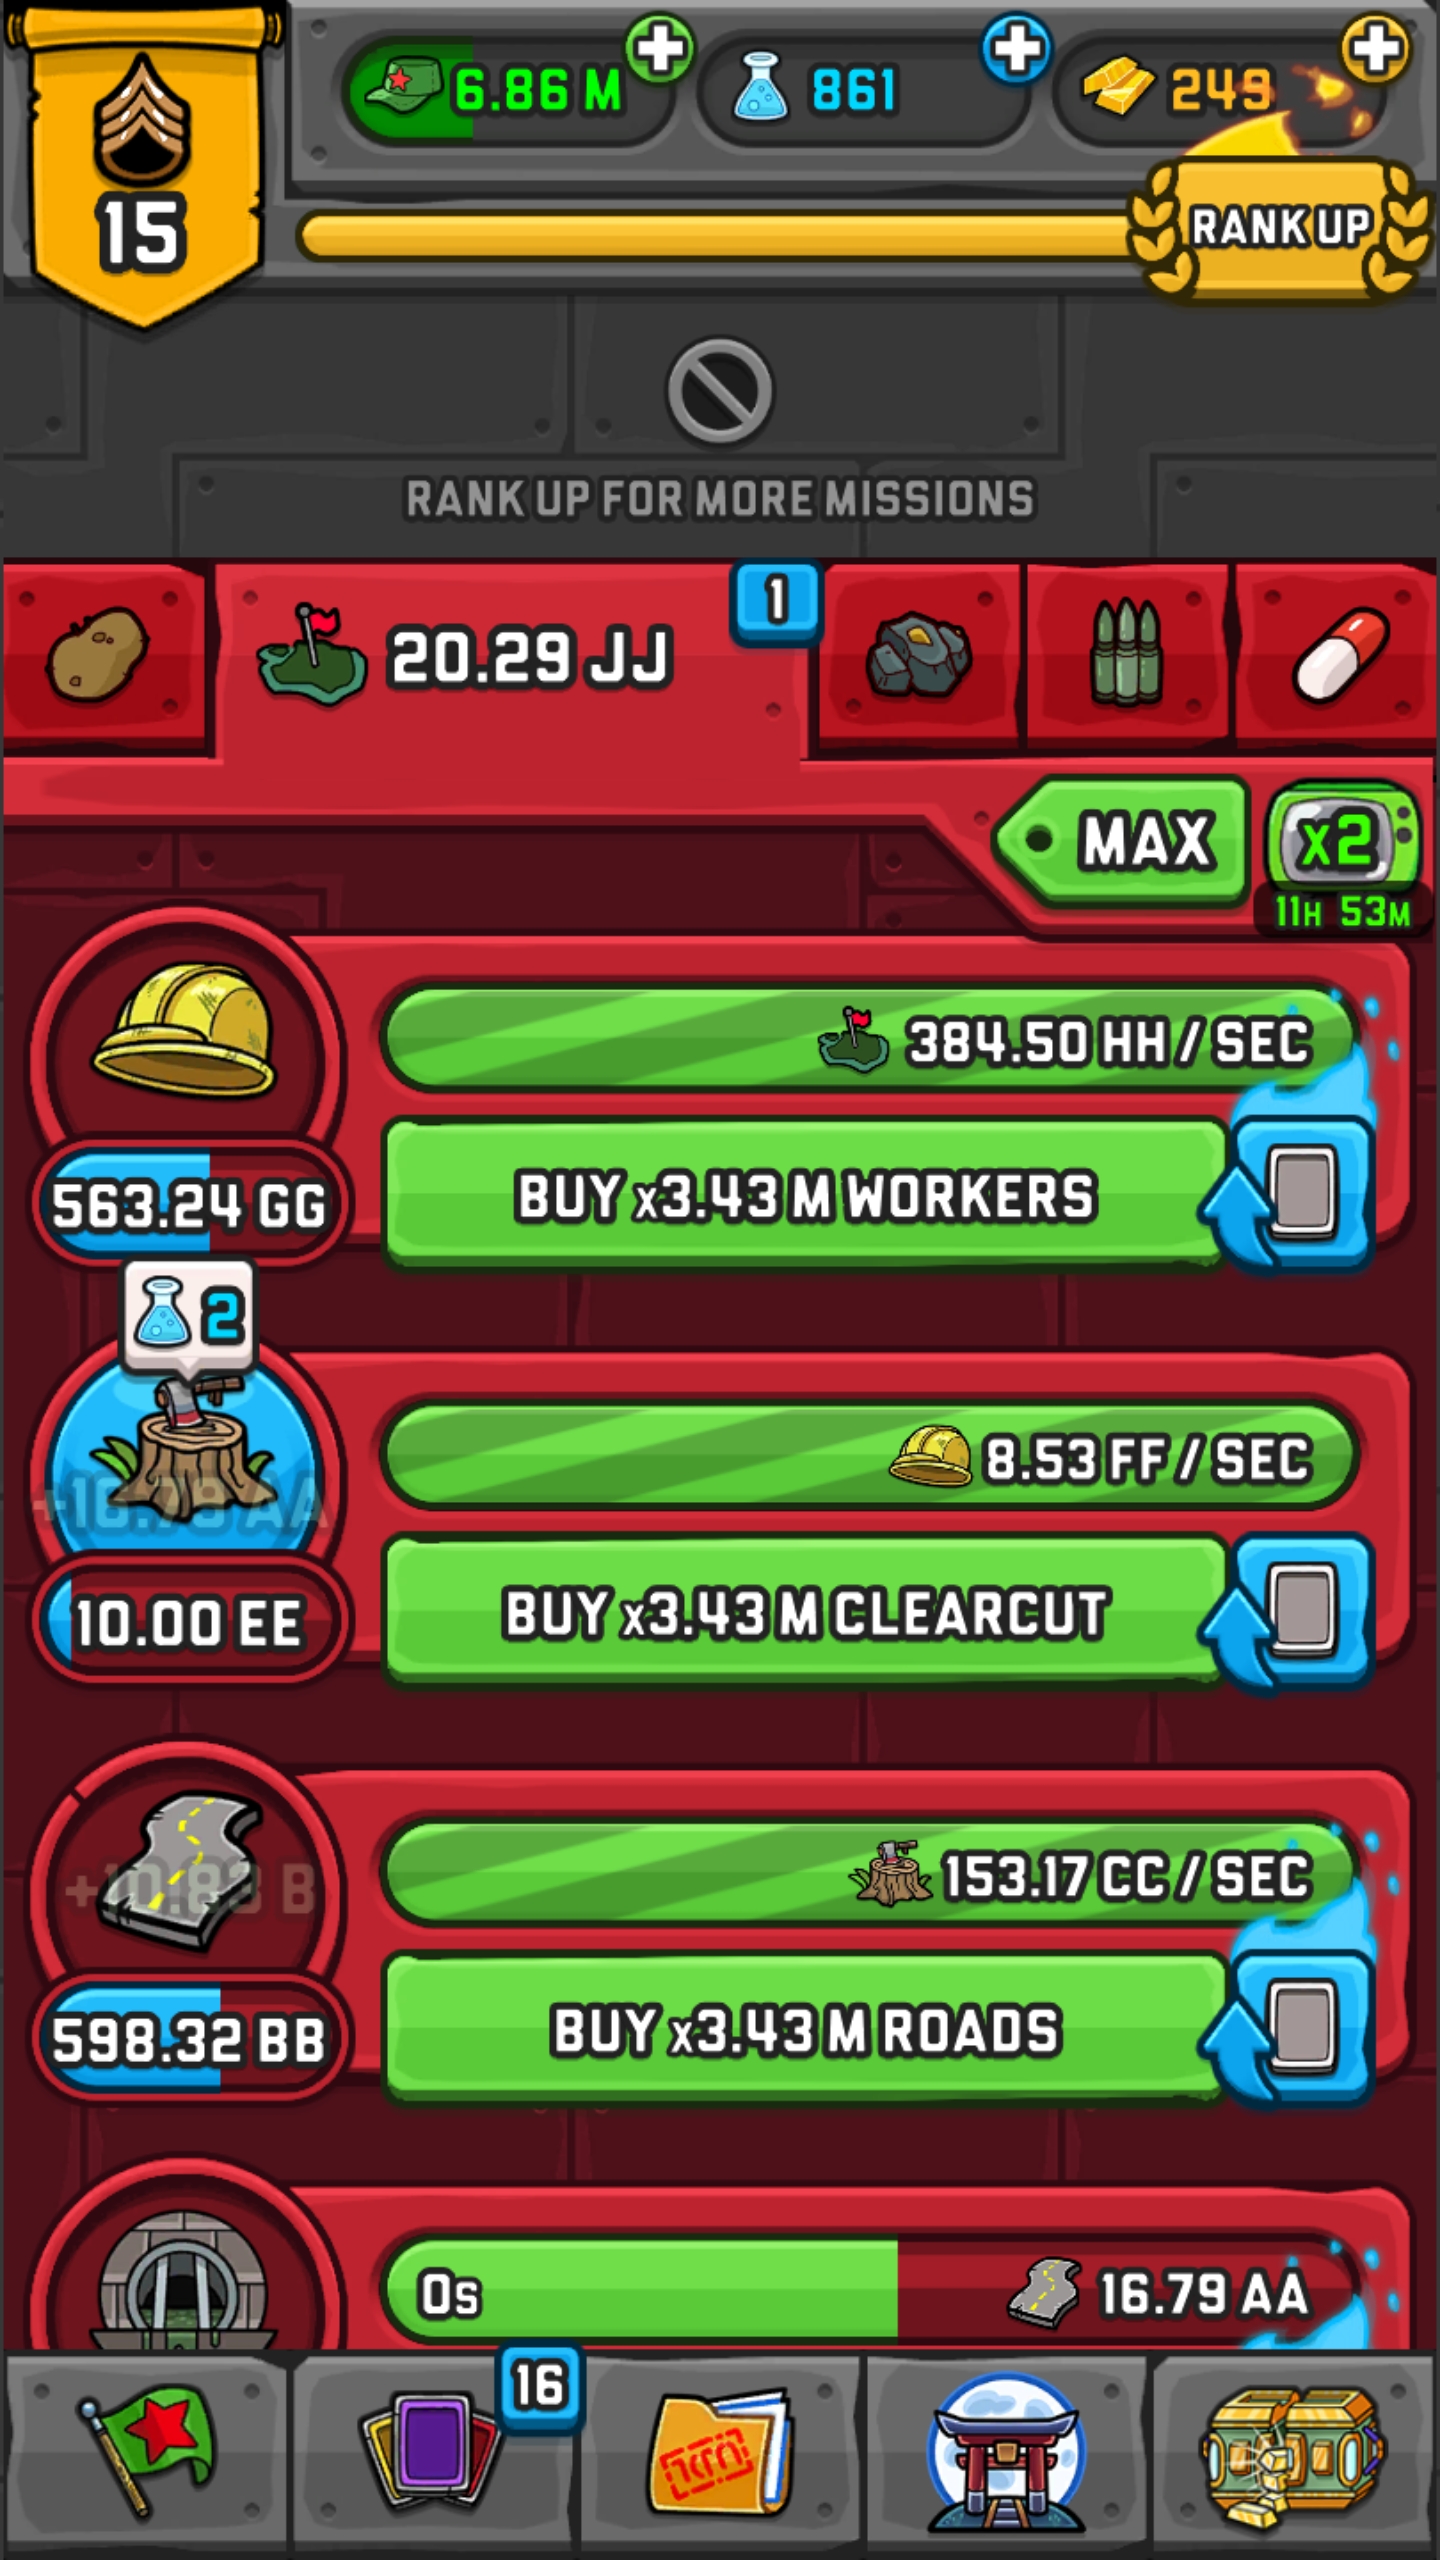 15
6.86 M
861
249
RANK UP
RANK UP FOR MORE MISSIONS
20.29 JJ
1
MAX
x2
11H 53M
384.50 HH / SEC
563.24 GG
BUY x3.43 M WORKERS
2
8.53 FF / SEC
+16.79 AA
10.00 EE
BUY x3.43 M CLEARCUT
153.17 CC / SEC
598.32 BB
BUY x3.43 M ROADS
0s
16.79 AA
16